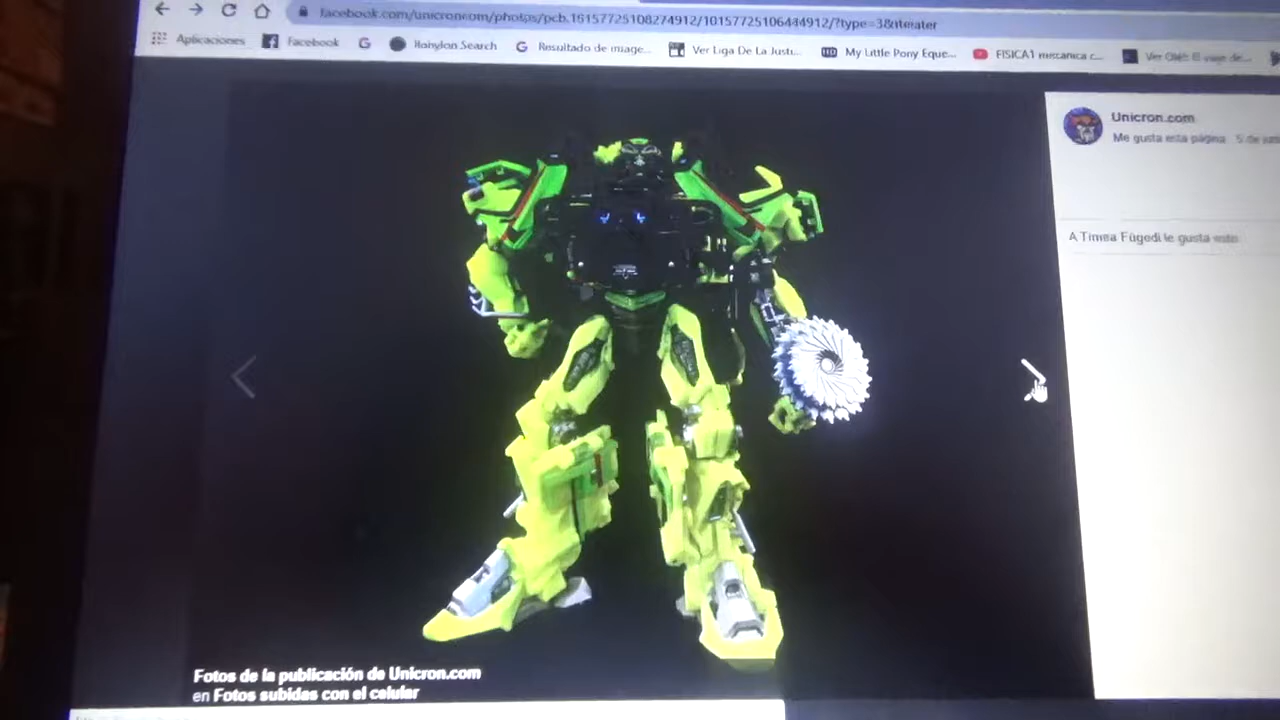 facebook.com/unicroncom/photos/pcb.10157725108274912/10157725106444912/?type=3&theater
Aplicaciones
Facebook
Resultado de image...
Ver Liga De La Justi...
My Little Pony Eque...
FISICA1 mecanica c...
Unicron.com
Me gusta esta página
A Timea Fügedi le gusta esto
Fotos de la publicación de Unicron.com
en Fotos subidas con el celular